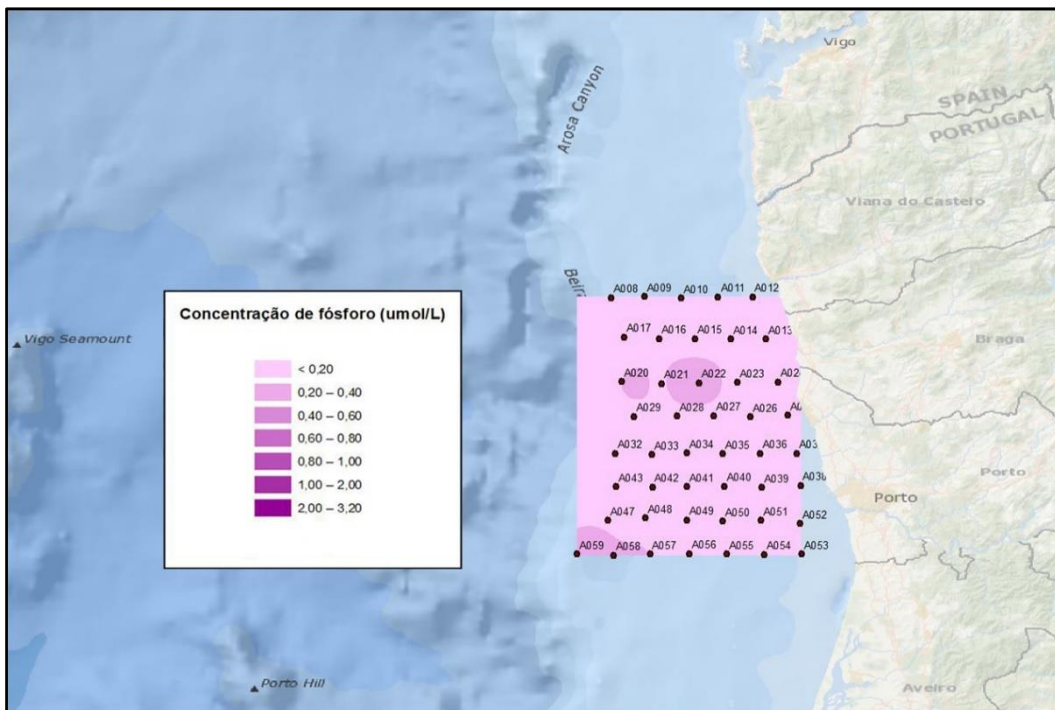 Vigo
Arosa Canyon
SPAIN
PORTUGAL
Viana do Castelo
Beira
A008 A009 A010 A011 A012
Concentração de fósforo (umol/L)
< 0,20
0,20 – 0,40
0,40 – 0,60
0,60 – 0,80
0,80 – 1,00
1,00 – 2,00
2,00 – 3,20
Vigo Seamount
A017 A016 A015 A014 A013
Braga
A020 A021 A022 A023
A029 A028 A027 A026
A032 A033 A034 A035 A036
Porto
A043 A042 A041 A040 A039
Porto
A047 A048 A049 A050 A051 A052
A059 A058 A057 A056 A055 A054 A053
Porto Hill
Aveiro